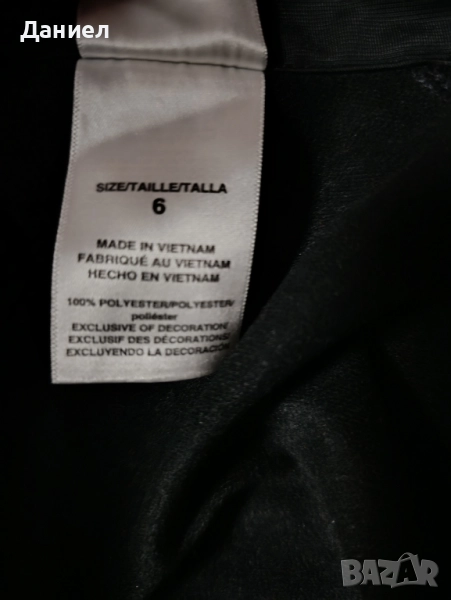 Даниел
SIZE/TAILLE/TALLA
6
MADE IN VIETNAM
FABRIQUÉ AU VIETNAM
HECHO EN VIETNAM
100% POLYESTER/POLYESTER/
poliéster
EXCLUSIVE OF DECORATION/
EXCLUSIF DES DÉCORATIONS/
EXCLUYENDO LA DECORACIÓN
BAZAR